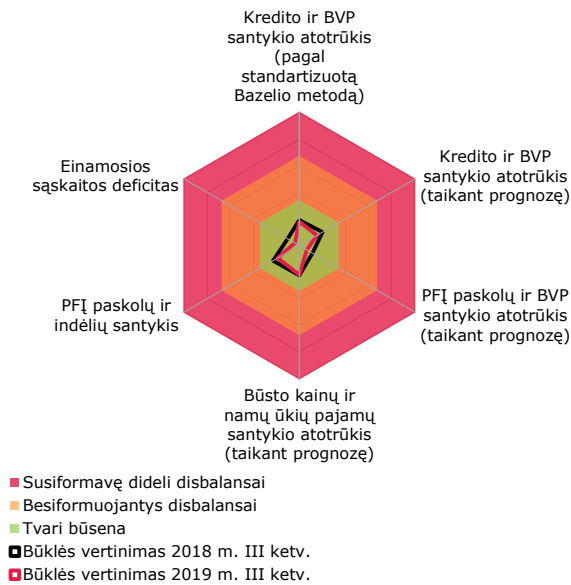 Kredito ir BVP
santykio atotrūkis
(pagal
standartizuotą
Bazelio metodą)
Einamosios
sąskaitos deficitas
Kredito ir BVP
santykio atotrūkis
(taikant prognozę)
PFĮ paskolų ir
indėlių santykis
PFĮ paskolų ir BVP
santykio atotrūkis
(taikant prognozę)
Būsto kainų ir
namų ūkių pajamų
santykio atotrūkis
(taikant prognozę)
Susiformavę dideli disbalansai
Besiformuojantys disbalansai
Tvari būsena
Būklės vertinimas 2018 m. III ketv.
Būklės vertinimas 2019 m. III ketv.